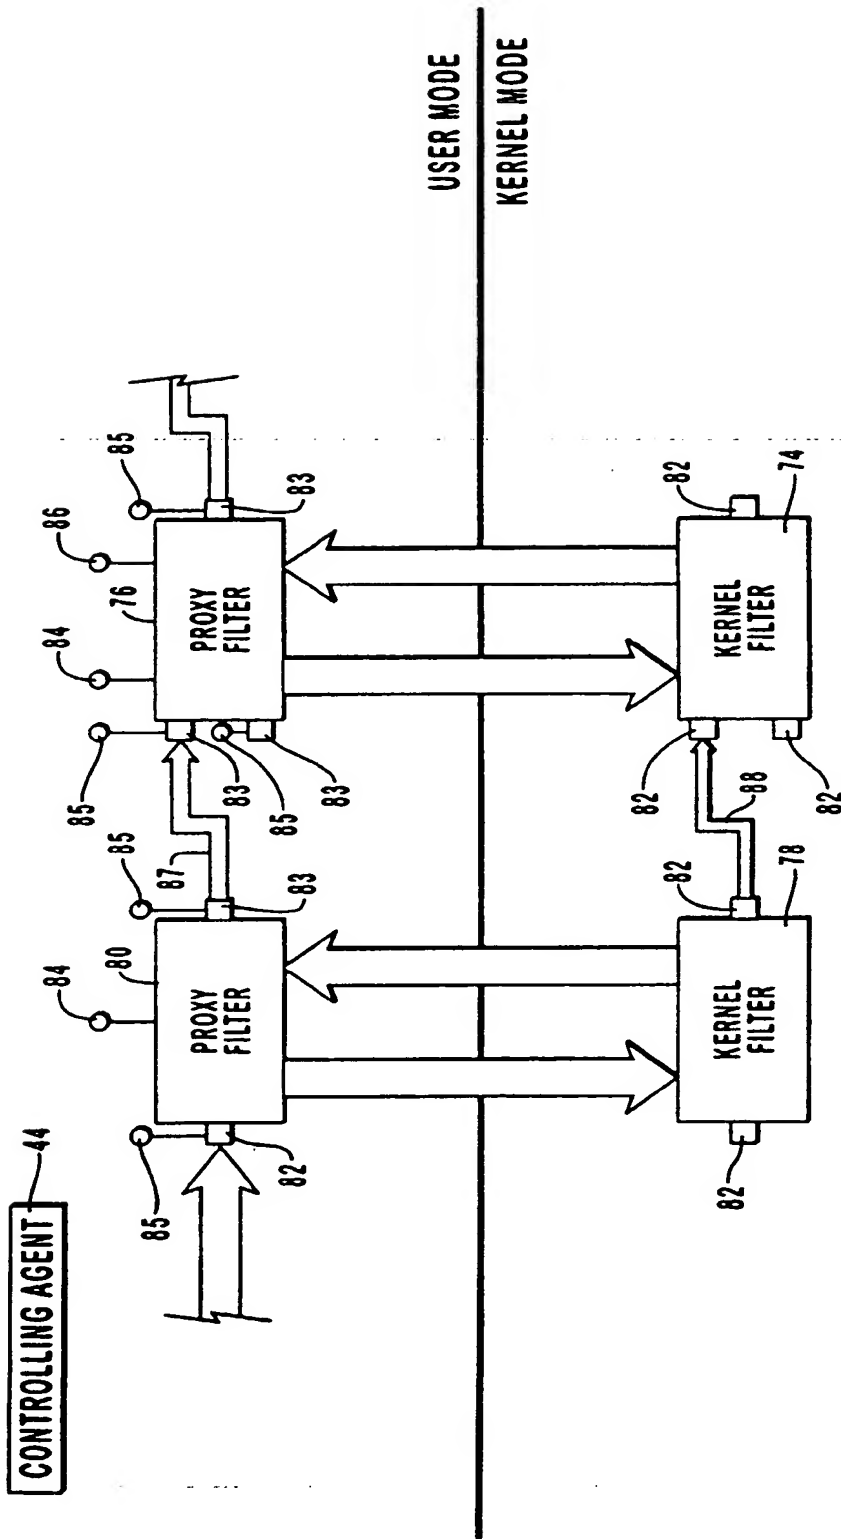 CONTROLLING AGENT
44
85
84
80
85
85
84
76
86
85
PROXY
FILTER
PROXY
FILTER
82
83
87
83
85
83
83
USER MODE
KERNEL MODE
82
82
82
82
82
88
KERNEL
FILTER
78
KERNEL
FILTER
74